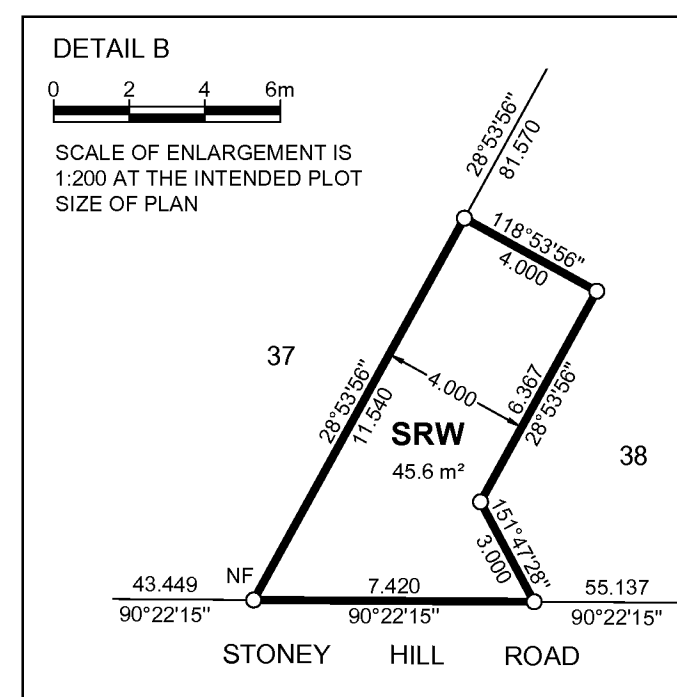 DETAIL B
0 2 4 6m
SCALE OF ENLARGEMENT IS
1:200 AT THE INTENDED PLOT
SIZE OF PLAN
28°53'56"
81.570
118°53'56"
4.000
37
28°53'56"
11.540
4.000
6.367
28°53'56"
SRW
45.6 m²
38
151°47'28"
3.000
NF
43.449
90°22'15"
7.420
90°22'15"
55.137
90°22'15"
STONEY HILL ROAD